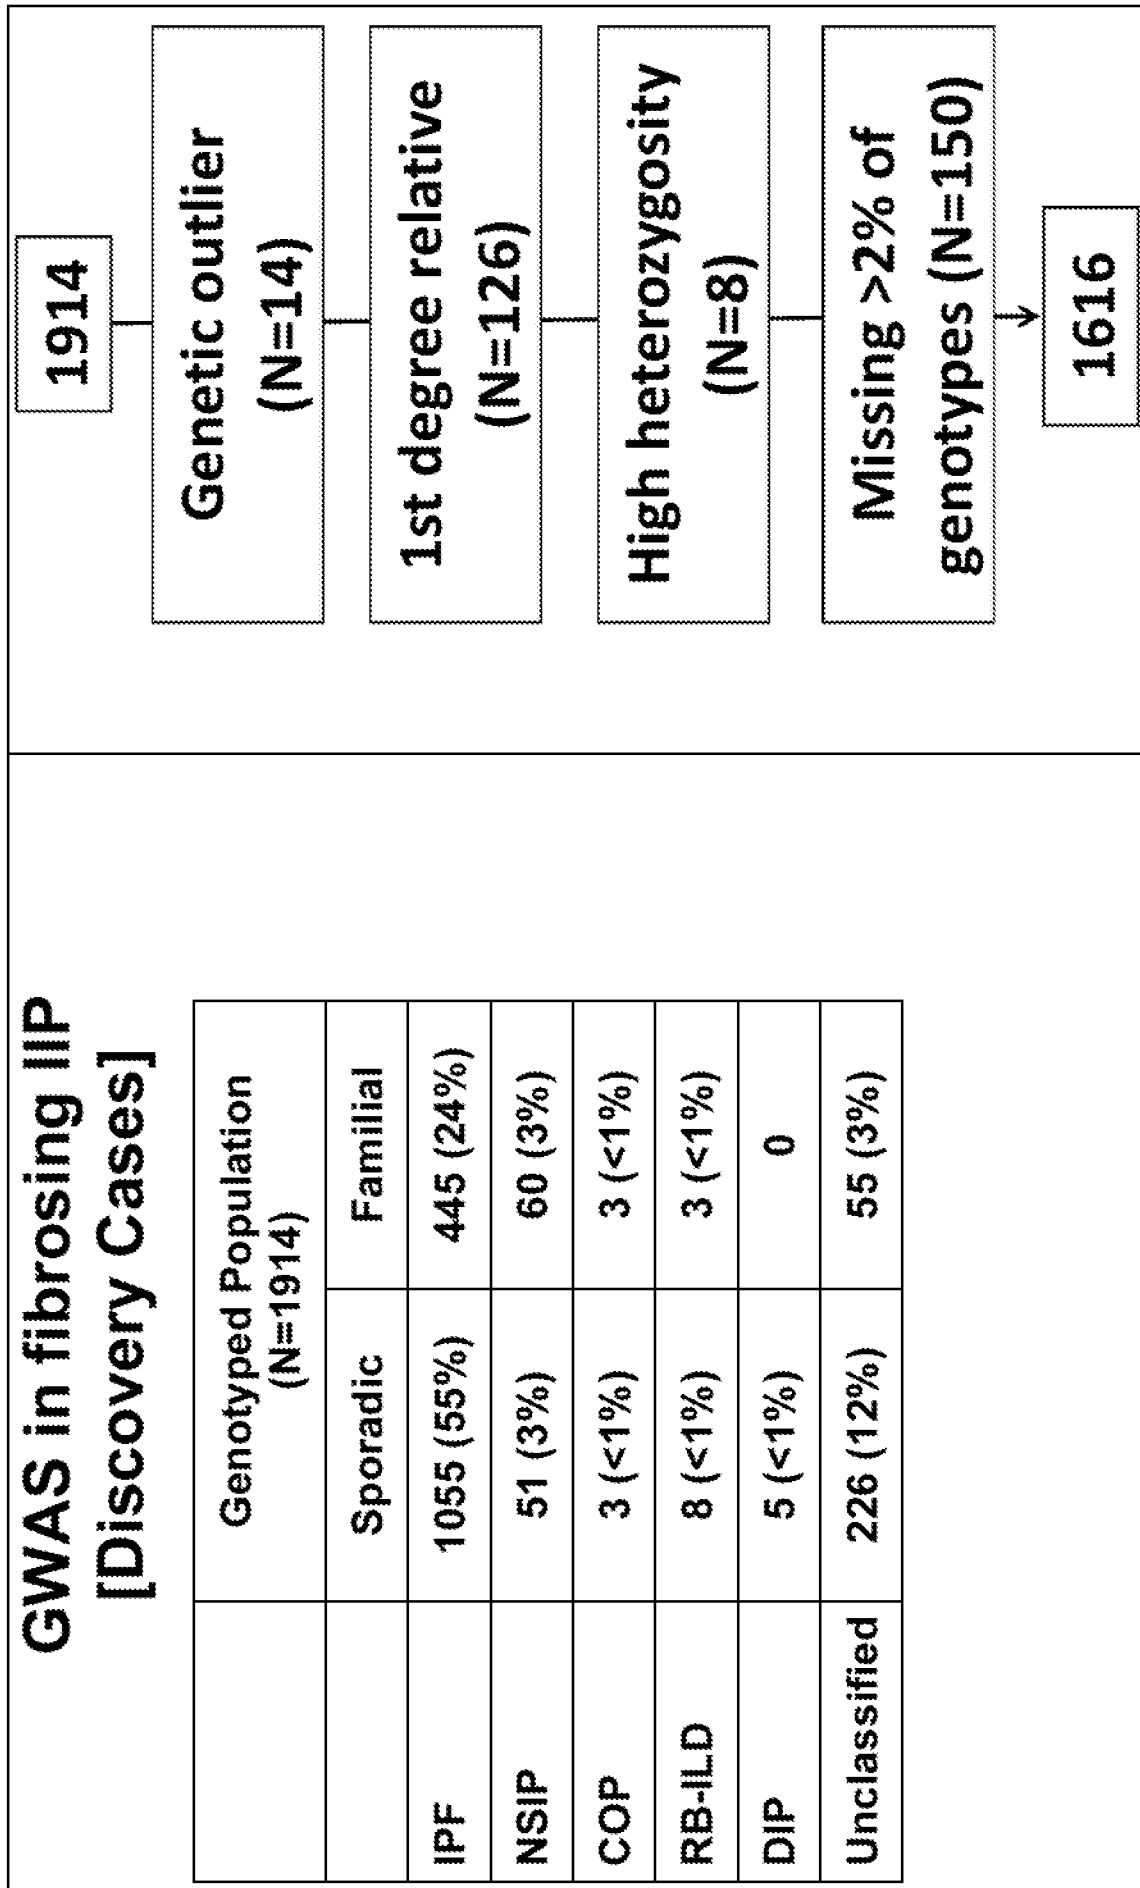 GWAS in fibrosing IIP
[Discovery Cases]
Genotyped Population
(N=1914)
Sporadic Familial
IPF 1055 (55%) 445 (24%)
NSIP 51 (3%) 60 (3%)
COP 3 (<1%) 3 (<1%)
RB-ILD 8 (<1%) 3 (<1%)
DIP 5 (<1%) 0
Unclassified 226 (12%) 55 (3%)
1914
Genetic outlier
(N=14)
1st degree relative
(N=126)
High heterozygosity
(N=8)
Missing >2% of
genotypes (N=150)
1616